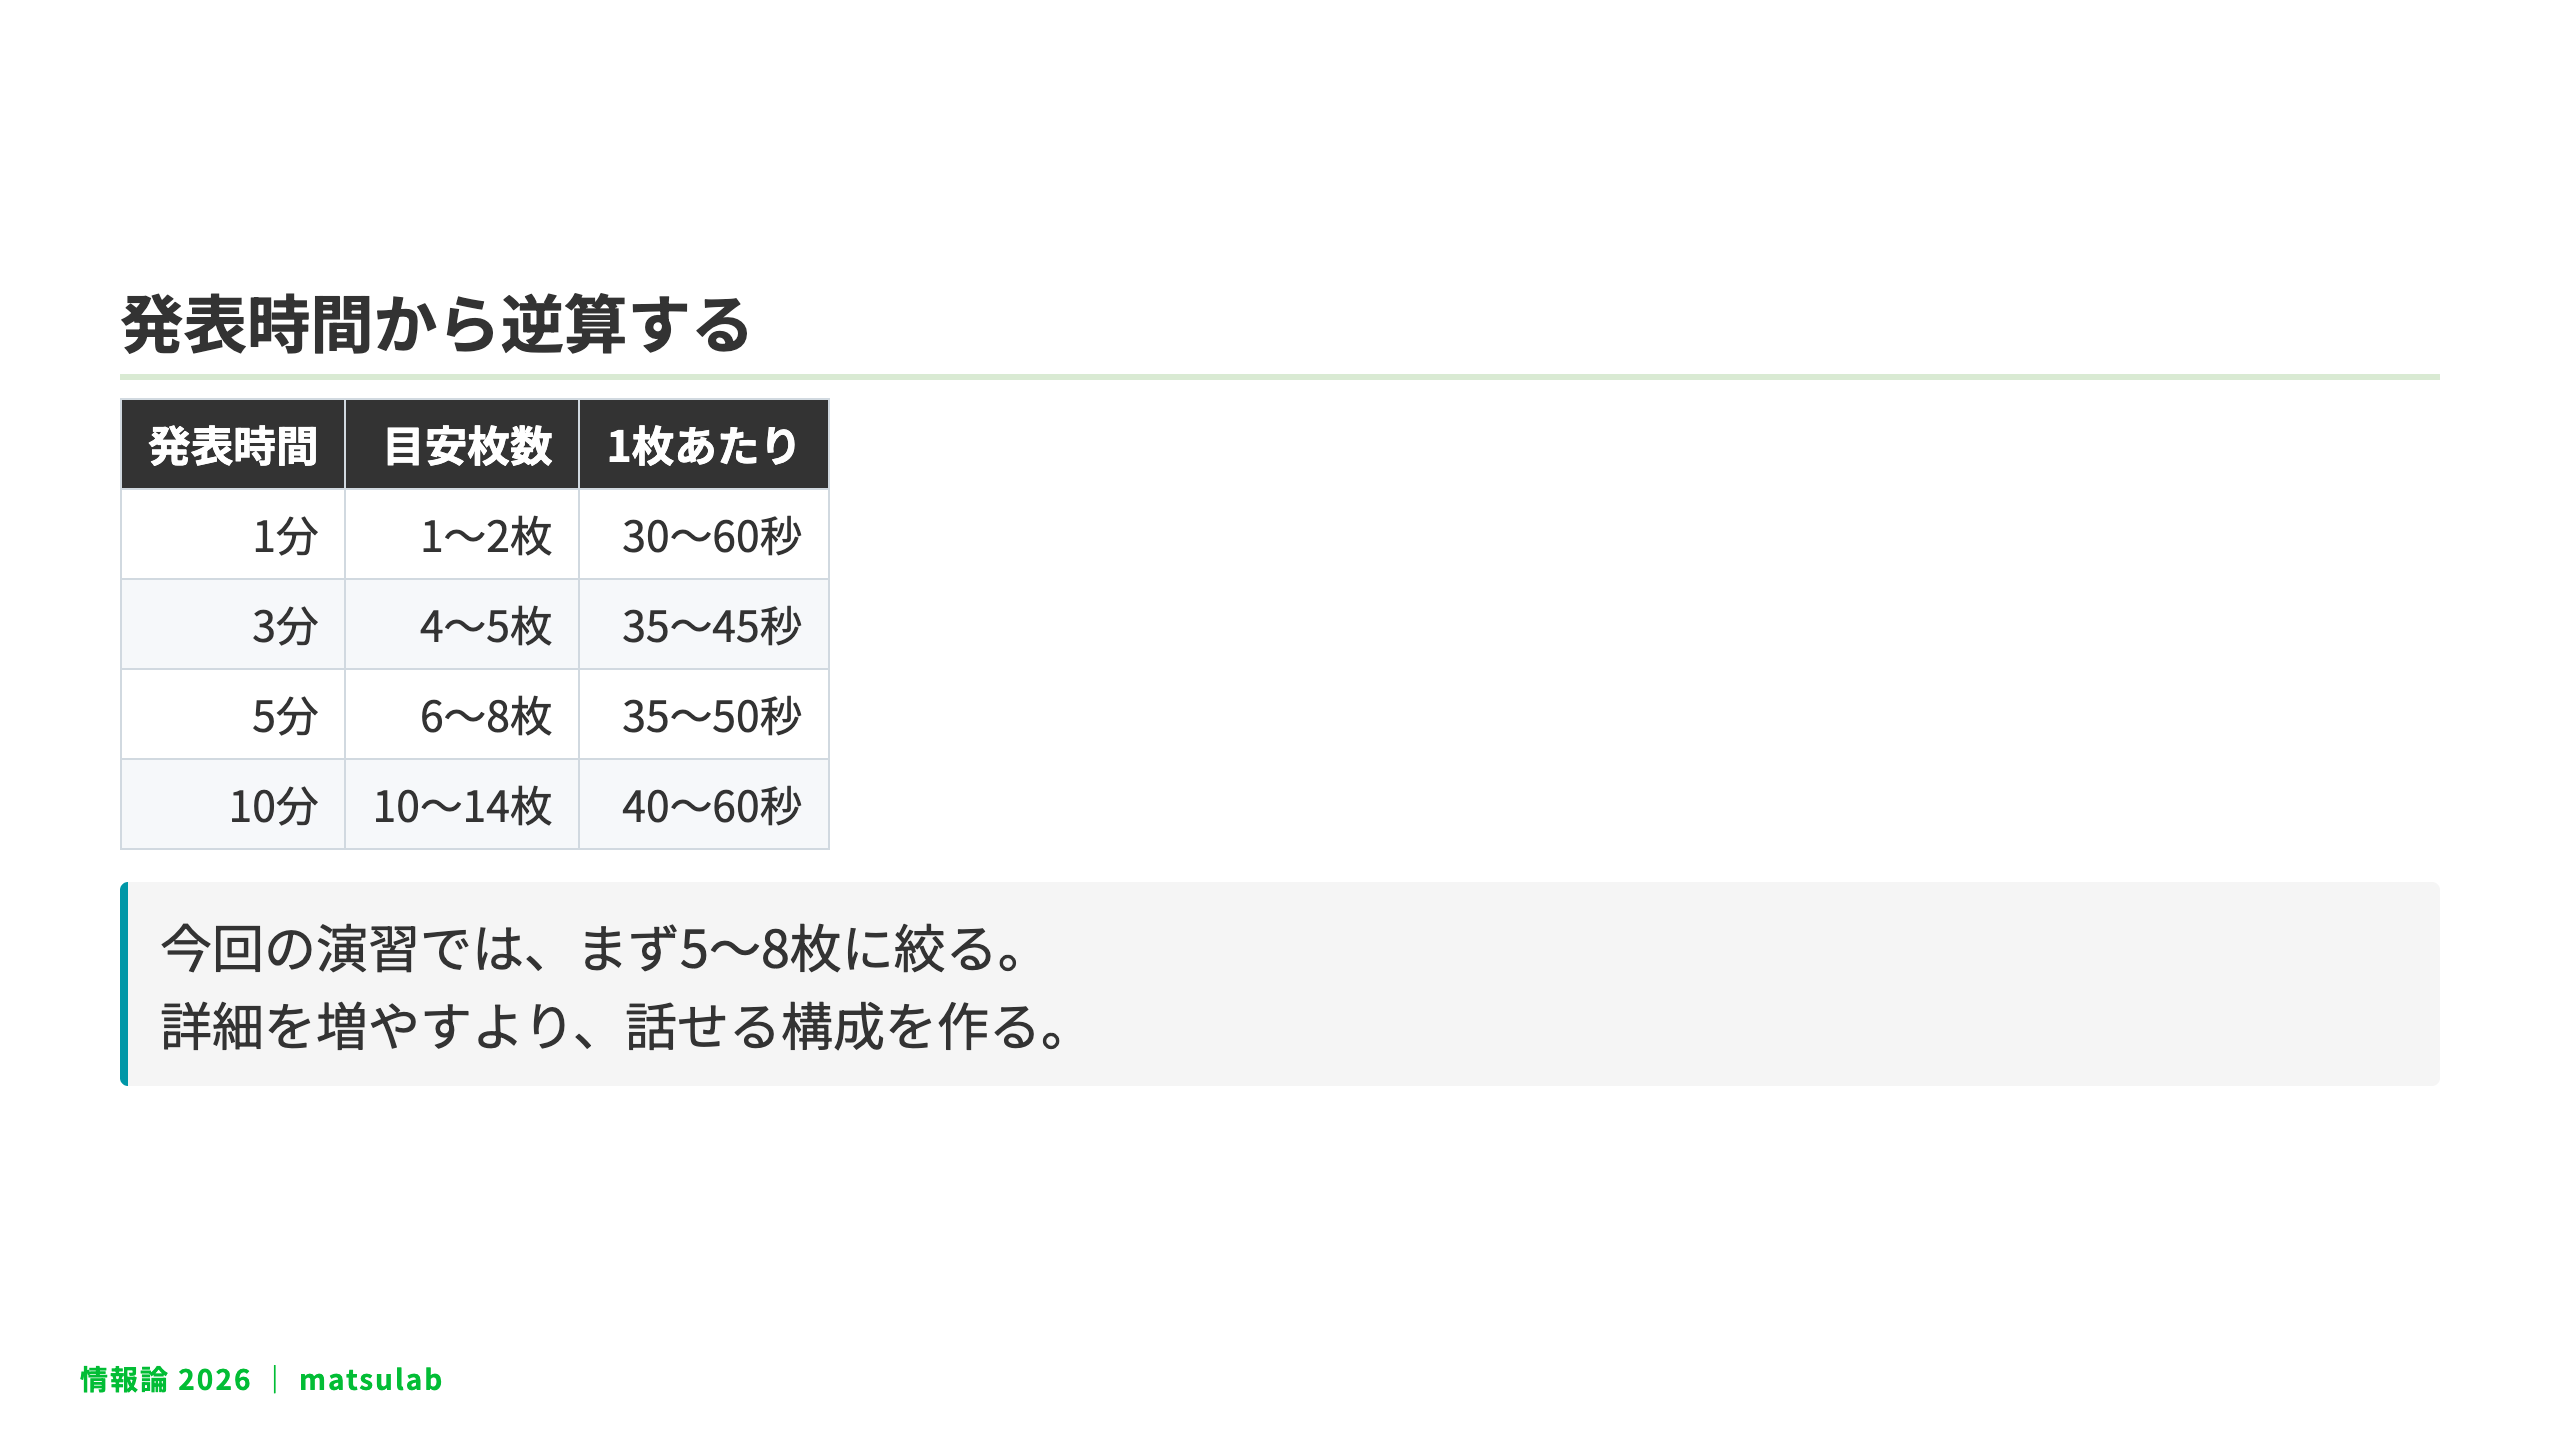 発表時間から逆算する
発表時間 目安枚数 1枚あたり
1分 1〜2枚 30〜60秒
3分 4〜5枚 35〜45秒
5分 6〜8枚 35〜50秒
10分 10〜14枚 40〜60秒
今回の演習では、まず5〜8枚に絞る。
詳細を増やすより、話せる構成を作る。
情報論 2026 ｜ matsulab